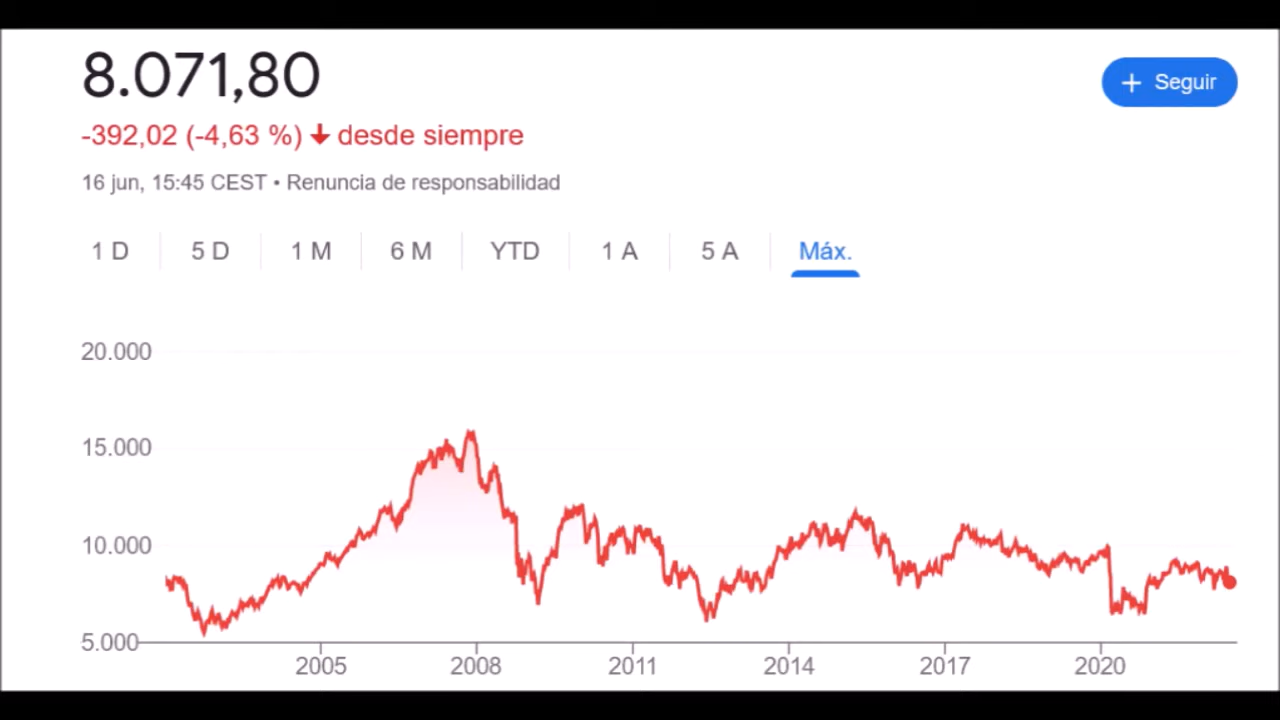 8.071,80
+ Seguir
-392,02 (-4,63 %) ↓ desde siempre
16 jun, 15:45 CEST • Renuncia de responsabilidad
1 D 5 D 1 M 6 M YTD 1 A 5 A Máx.
20.000
15.000
10.000
5.000
2005 2008 2011 2014 2017 2020